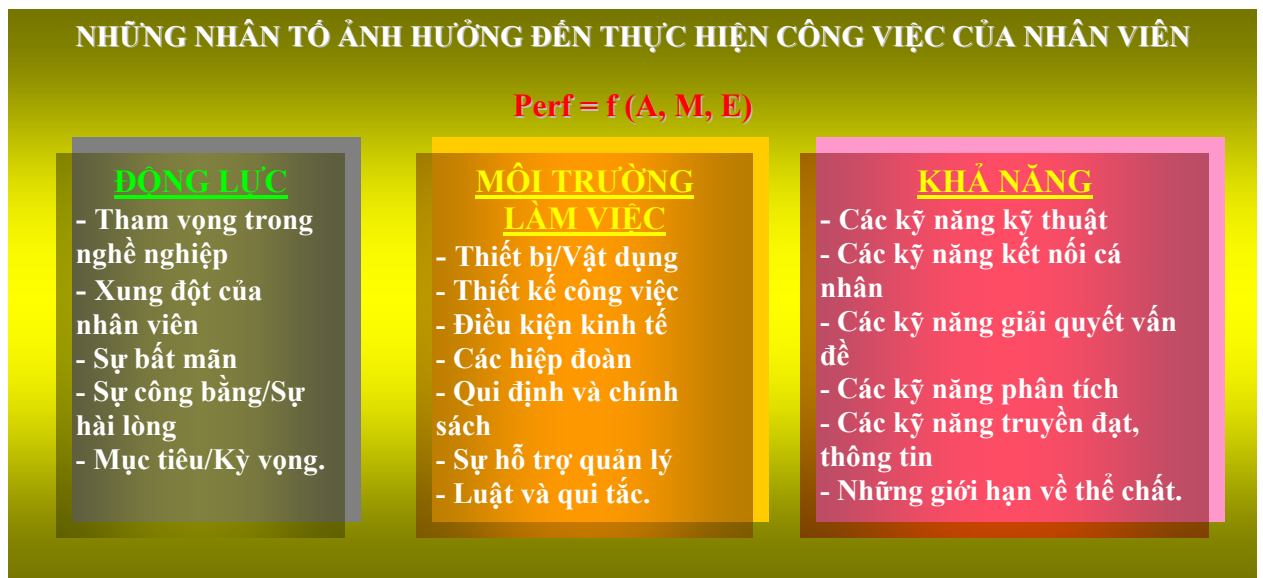 NHỮNG NHÂN TỐ ẢNH HƯỞNG ĐẾN THỰC HIỆN CÔNG VIỆC CỦA NHÂN VIÊN
Perf = f (A, M, E)
ĐỘNG LỰC
- Tham vọng trong
nghề nghiệp
- Xung đột của
nhân viên
- Sự bất mãn
- Sự công bằng/Sự
hài lòng
- Mục tiêu/Kỳ vọng.
MÔI TRƯỜNG
LÀM VIỆC
- Thiết bị/Vật dụng
- Thiết kế công việc
- Điều kiện kinh tế
- Các hiệp đoàn
- Qui định và chính
sách
- Sự hỗ trợ quản lý
- Luật và qui tắc.
KHẢ NĂNG
- Các kỹ năng kỹ thuật
- Các kỹ năng kết nối cá
nhân
- Các kỹ năng giải quyết vấn
đề
- Các kỹ năng phân tích
- Các kỹ năng truyền đạt,
thông tin
- Những giới hạn về thể chất.